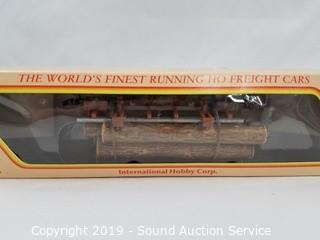 THE WORLD'S FINEST RUNNING HO FREIGHT CARS
International Hobby Corp.
Copyright 2019 - Sound Auction Service